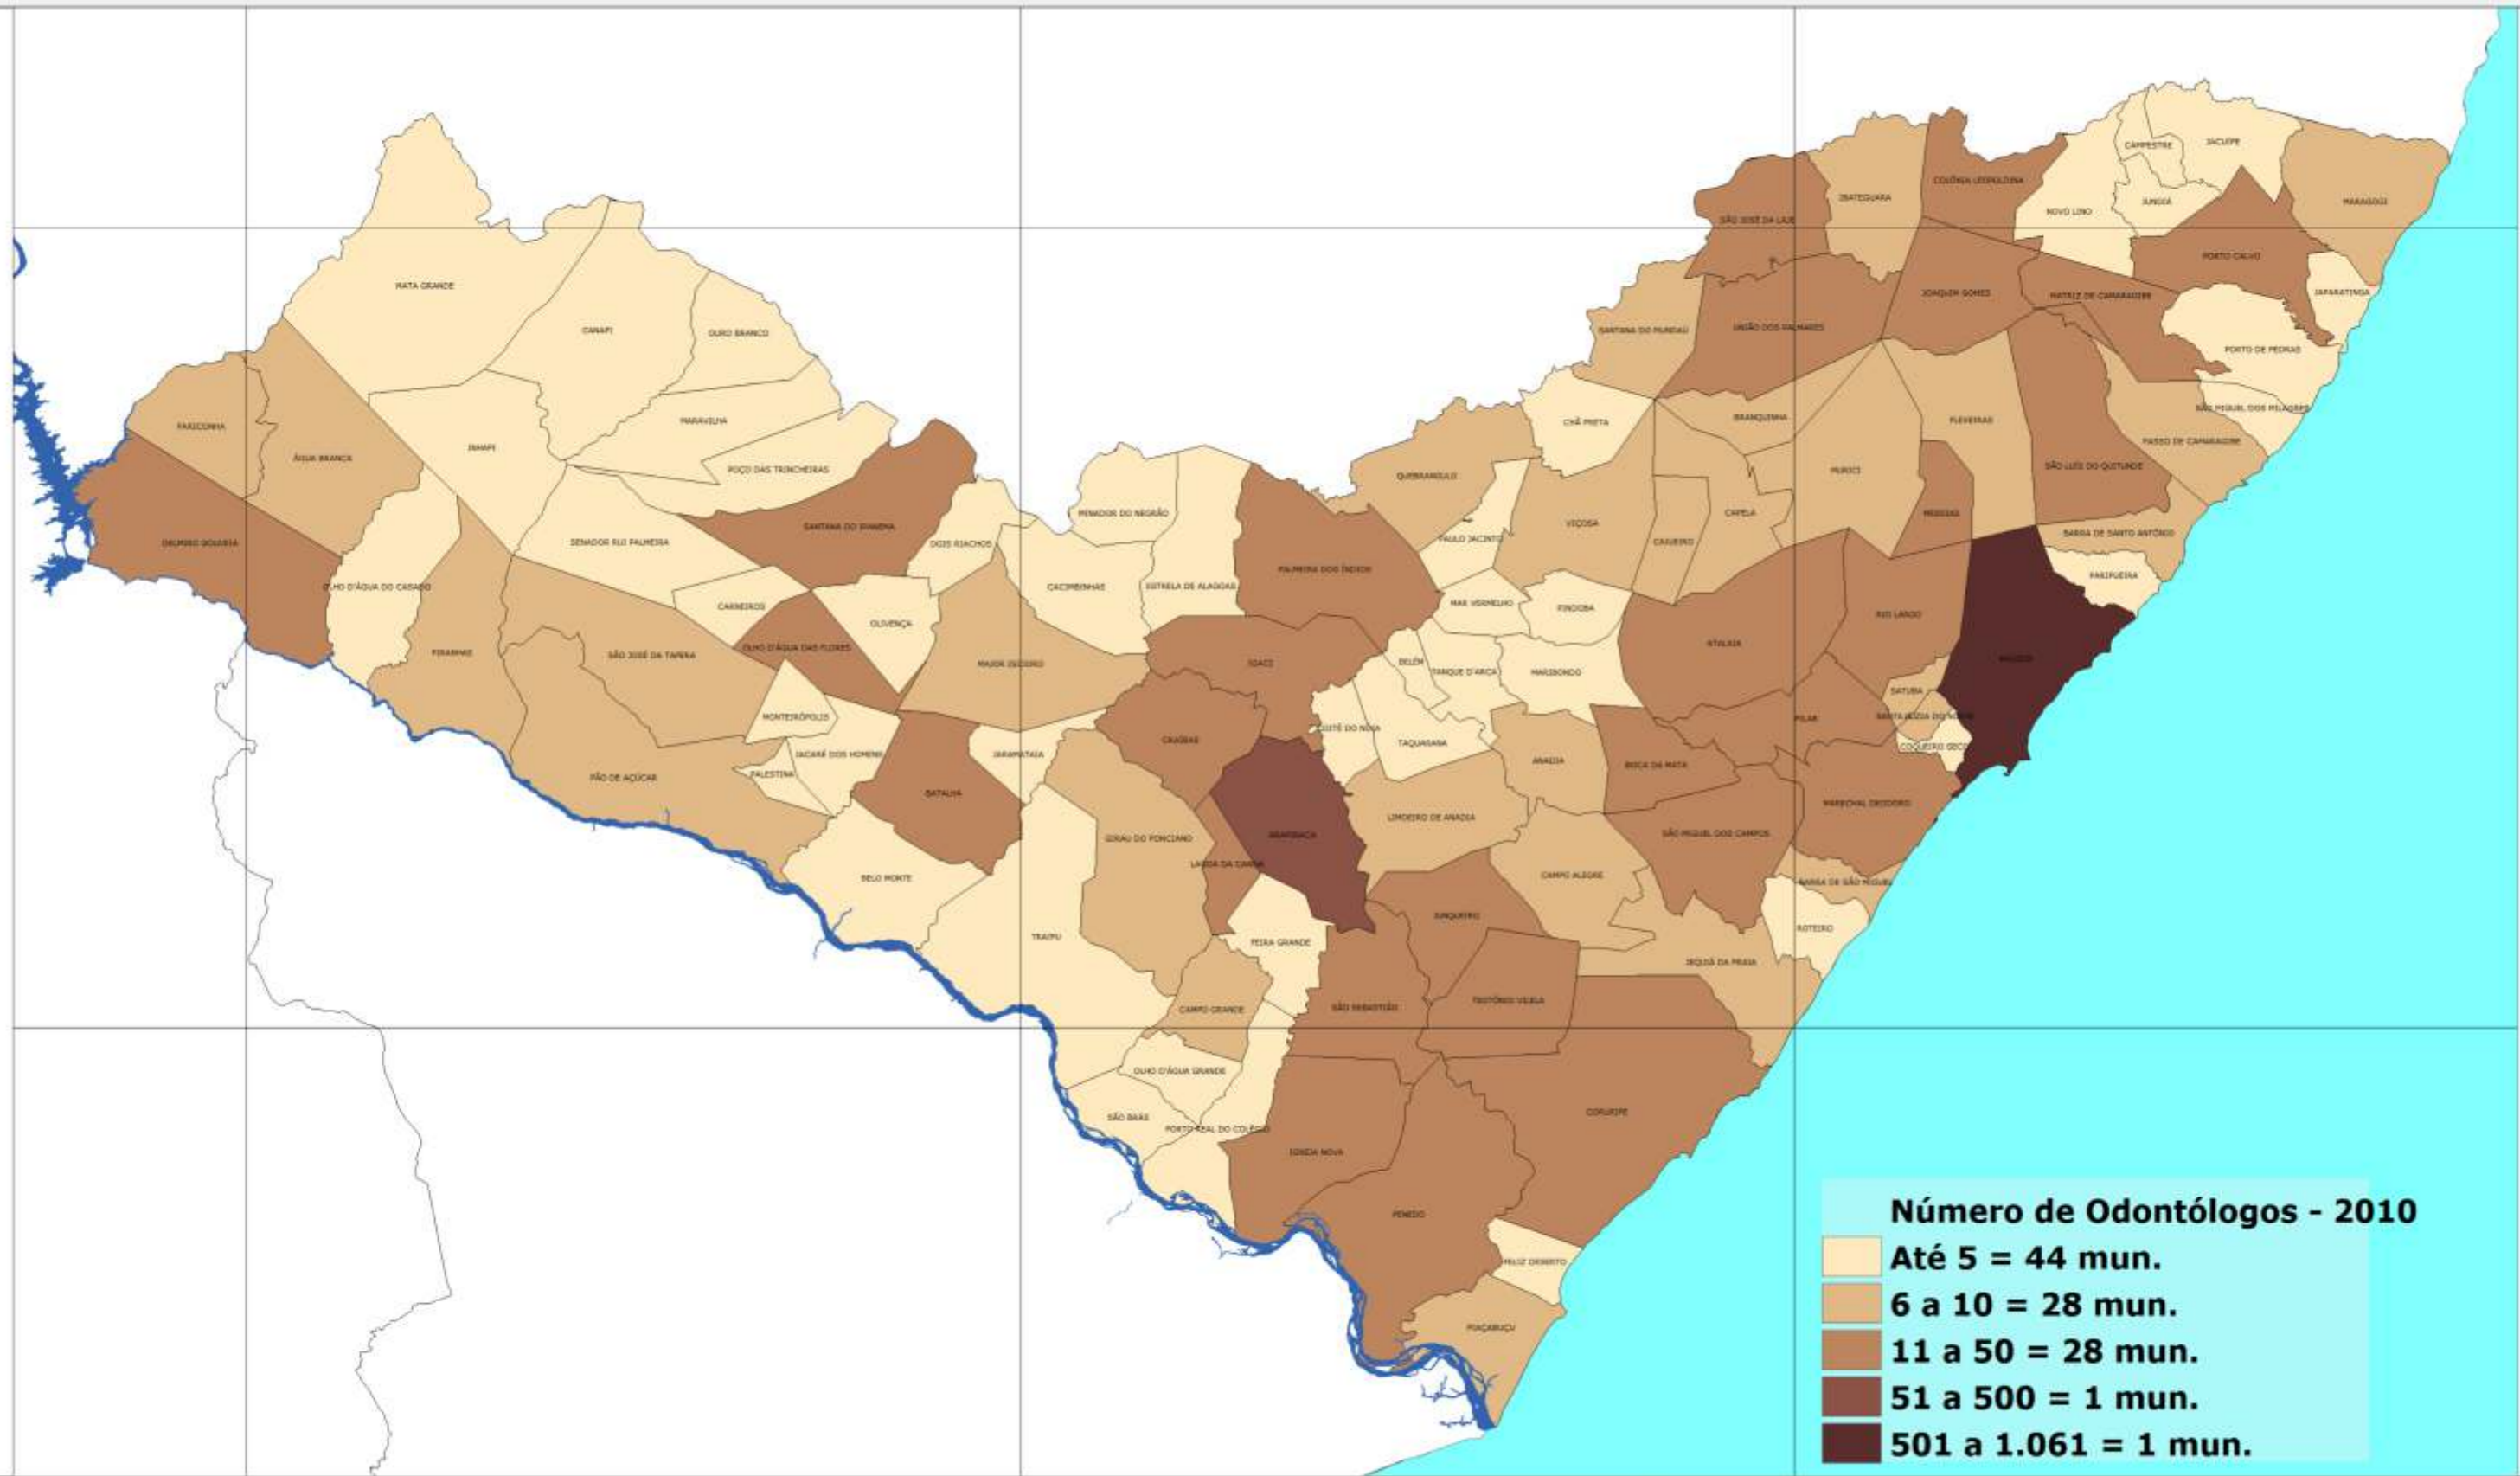 CAMPESTRE
JACUÍPE
COLÔNIA LEOPOLDINA
IBATEGUARA
JUNDIÁ
MARAGOGI
NOVO LINO
SÃO JOSÉ DA LAJE
PORTO CALVO
MATA GRANDE
JOAQUIM GOMES
MATRIZ DE CAMARAGIBE
JAPARATINGA
CANAPI
OURO BRANCO
SANTANA DO MUNDAÚ
UNIÃO DOS PALMARES
PORTO DE PEDRAS
SÃO MIGUEL DOS MILAGRES
PARICONHA
MARAVILHA
CHÃ PRETA
BRANQUINHA
FLEXEIRAS
PASSO DE CAMARAGIBE
ÁGUA BRANCA
INHAPI
POÇO DAS TRINCHEIRAS
QUEBRANGULO
MURICI
SÃO LUÍS DO QUITUNDE
MINADOR DO NEGRÃO
CAPELA
MESSIAS
SANTANA DO IPANEMA
VIÇOSA
BARRA DE SANTO ANTÔNIO
DELMIRO GOUVEIA
SENADOR RUI PALMEIRA
DOIS RIACHOS
PAULO JACINTO
CAJUEIRO
PALMEIRA DOS ÍNDIOS
PARIPUEIRA
OLHO D'ÁGUA DO CASADO
CACIMBINHAS
ESTRELA DE ALAGOAS
CARNEIROS
MAR VERMELHO
PINDOBA
RIO LARGO
OLIVENÇA
PIRANHAS
SÃO JOSÉ DA TAPERA
OLHO D'ÁGUA DAS FLORES
ATALAIA
MAJOR ISIDORO
IGACI
BELÉM
TANQUE D'ARCA
MARIBONDO
MACEIÓ
SATUBA
MONTEIRÓPOLIS
PILAR
SANTA LUZIA DO NORTE
COITÉ DO NÓIA
TAQUARANA
CRAÍBAS
COQUEIRO SECO
JACARÉ DOS HOMENS
JARAMATAIA
ANADIA
BOCA DA MATA
PALESTINA
PÃO DE AÇÚCAR
BATALHA
MARECHAL DEODORO
LIMOEIRO DE ANADIA
GIRAU DO PONCIANO
ARAPIRACA
SÃO MIGUEL DOS CAMPOS
LAGOA DA CANOA
BELO MONTE
CAMPO ALEGRE
BARRA DE SÃO MIGUEL
JUNQUEIRO
ROTEIRO
TRAIPU
FEIRA GRANDE
JEQUIÁ DA PRAIA
CAMPO GRANDE
SÃO SEBASTIÃO
TEOTÔNIO VILELA
OLHO D'ÁGUA GRANDE
SÃO BRÁS
CORURIPE
PORTO REAL DO COLÉGIO
IGREJA NOVA
PENEDO
FELIZ DESERTO
PIAÇABUÇU
Número de Odontólogos - 2010
Até 5 = 44 mun.
6 a 10 = 28 mun.
11 a 50 = 28 mun.
51 a 500 = 1 mun.
501 a 1.061 = 1 mun.